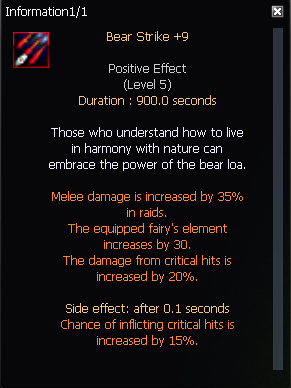 Information1/1
Bear Strike +9
Positive Effect
(Level 5)
Duration : 900.0 seconds
Those who understand how to live
in harmony with nature can
embrace the power of the bear loa.
Melee damage is increased by 35%
in raids.
The equipped fairy's element
increases by 30.
The damage from critical hits is
increased by 20%.
Side effect: after 0.1 seconds
Chance of inflicting critical hits is
increased by 15%.